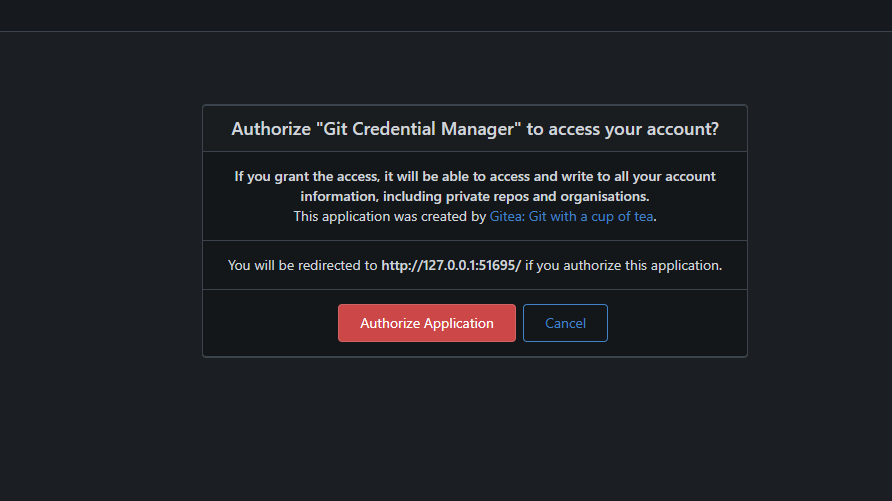 Authorize "Git Credential Manager" to access your account?
If you grant the access, it will be able to access and write to all your account
information, including private repos and organisations.
This application was created by Gitea: Git with a cup of tea.
You will be redirected to http://127.0.0.1:51695/ if you authorize this application.
Authorize Application Cancel